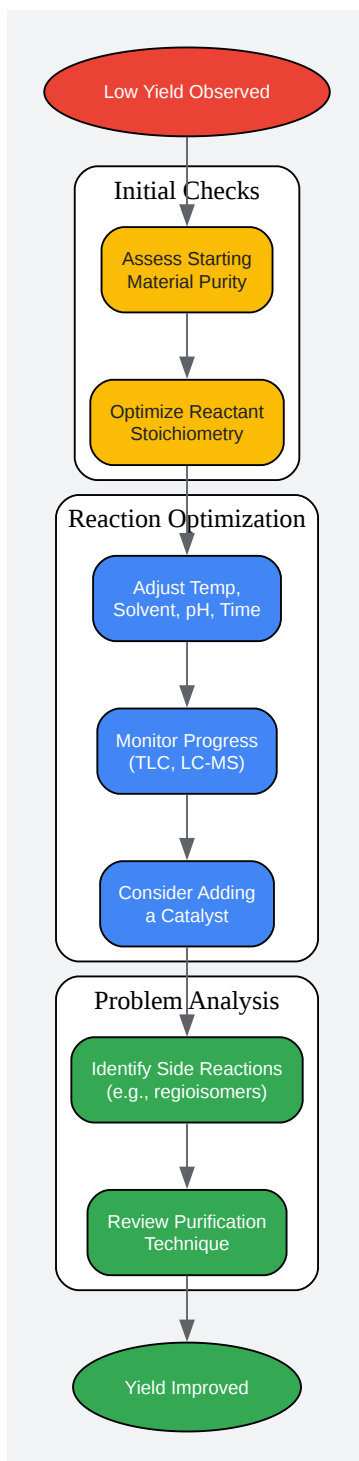 Low Yield Observed
Initial Checks
Assess Starting
Material Purity
Optimize Reactant
Stoichiometry
Reaction Optimization
Adjust Temp,
Solvent, pH, Time
Monitor Progress
(TLC, LC-MS)
Consider Adding
a Catalyst
Problem Analysis
Identify Side Reactions
(e.g., regioisomers)
Review Purification
Technique
Yield Improved